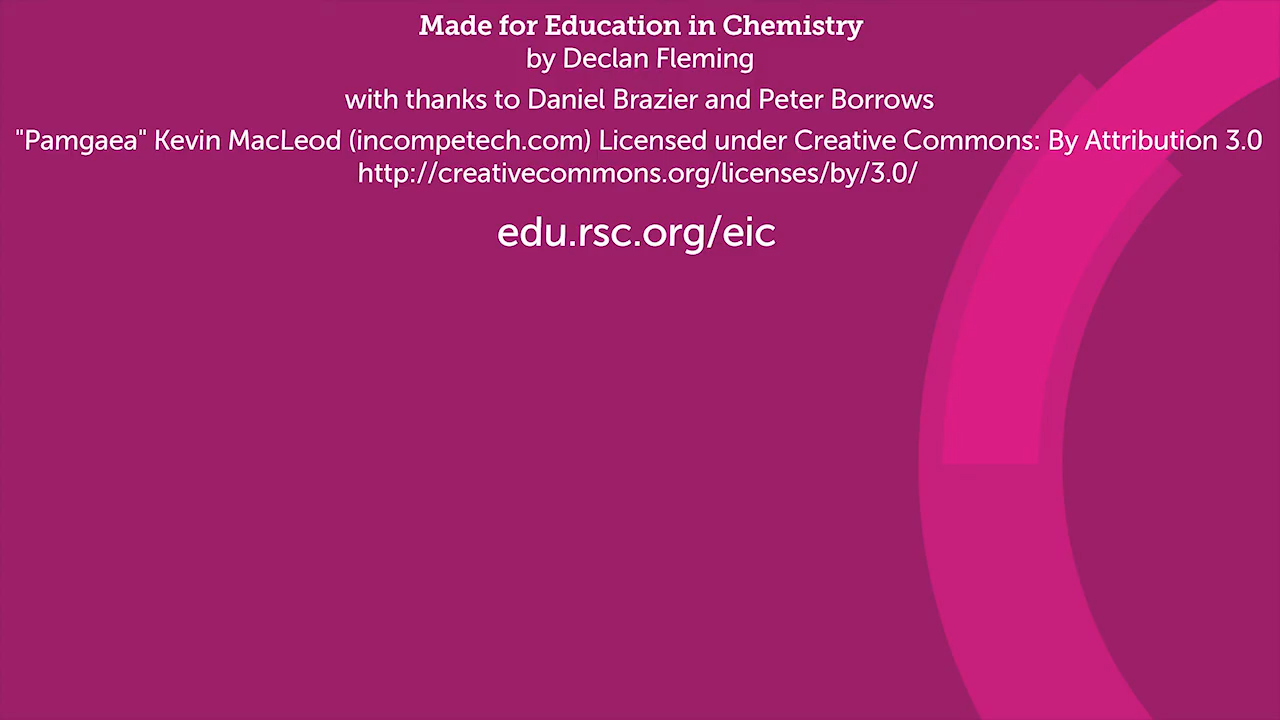 Made for Education in Chemistry
by Declan Fleming
with thanks to Daniel Brazier and Peter Borrows
"Pamgaea" Kevin MacLeod (incompetech.com) Licensed under Creative Commons: By Attribution 3.0
http://creativecommons.org/licenses/by/3.0/
edu.rsc.org/eic